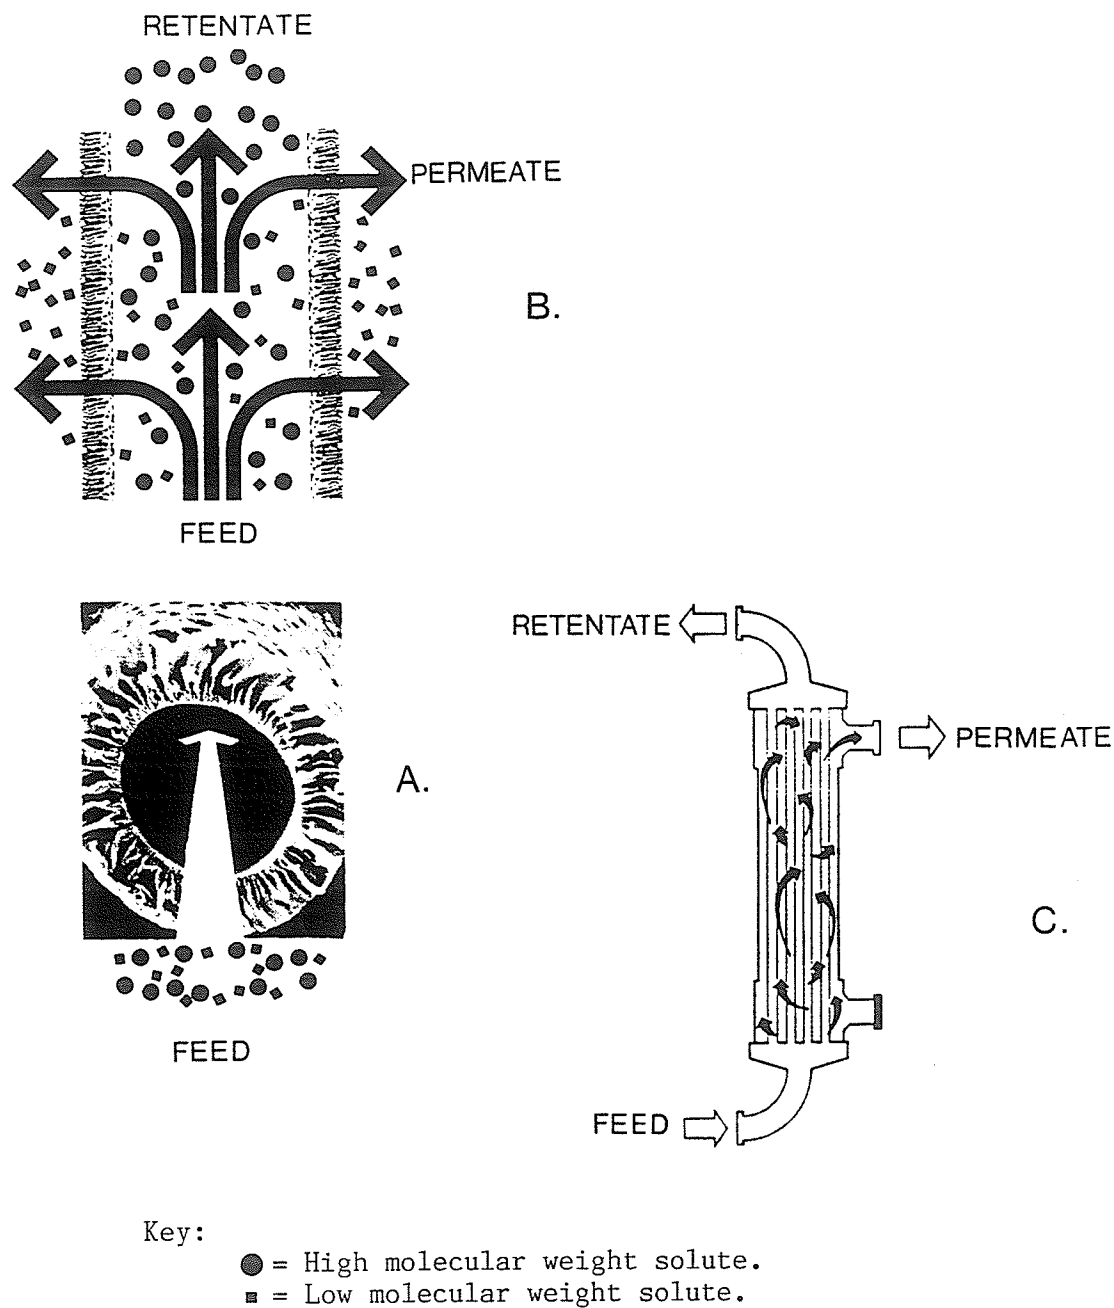 RETENTATE
PERMEATE
B.
FEED
A.
FEED
RETENTATE
PERMEATE
C.
FEED
Key:
= High molecular weight solute.
= Low molecular weight solute.